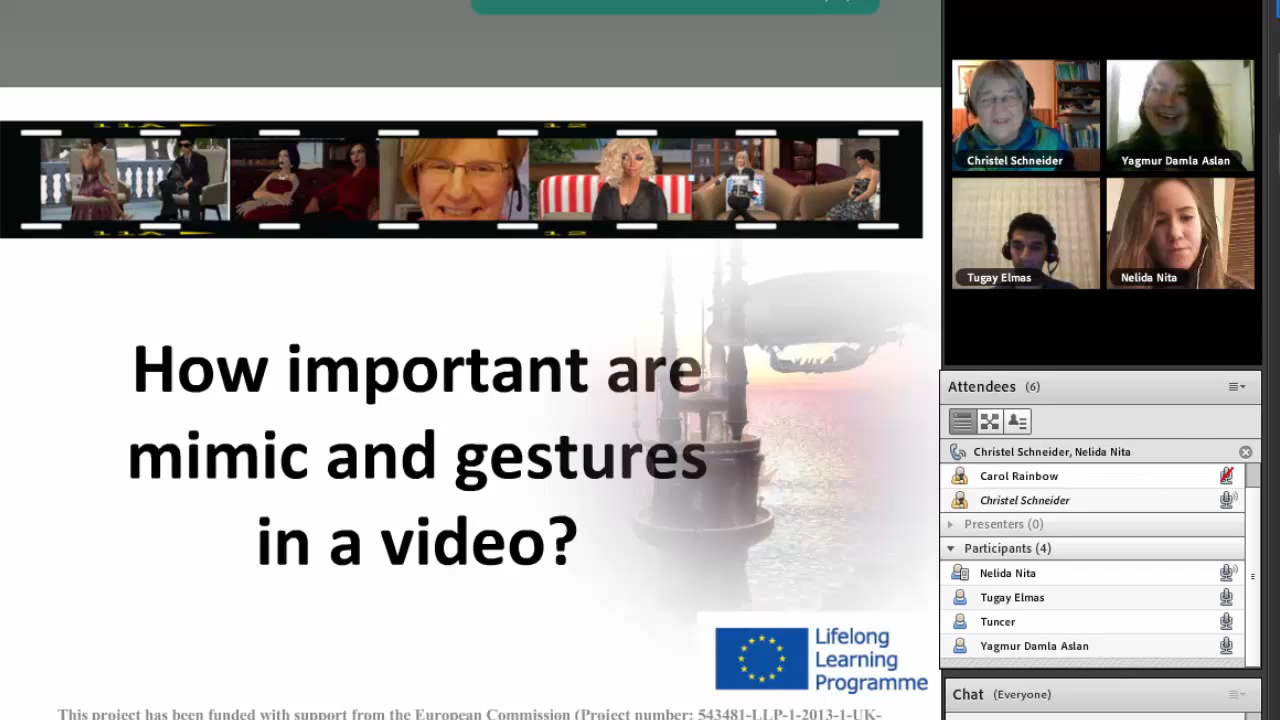 How important are
mimic and gestures
in a video?
Lifelong
Learning
Programme
This project has been funded with support from the European Commission (Project number: 543481-LLP-1-2013-1-UK-
Christel Schneider
Yagmur Damla Aslan
Tugay Elmas
Nelida Nita
Attendees (6)
Christel Schneider, Nelida Nita
Carol Rainbow
Christel Schneider
Presenters (0)
Participants (4)
Nelida Nita
Tugay Elmas
Tuncer
Yagmur Damla Aslan
Chat (Everyone)